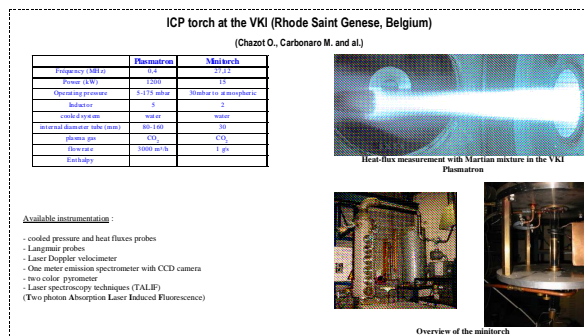 ICP torch at the VKI (Rhode Saint Genese, Belgium)
(Chazot O., Carbonaro M. and al.)
Plasmatron Minitorch
Fréquency (MHz) 0,4 27,12
Power (kW) 1200 15
Operating pressure 5-175 mbar 30mbar to atmospheric
Inductor 5 2
cooled system water water
internal diameter tube (mm) 80-160 30
plasma gas CO2 CO2
flowrate 3000 m³/h 1 g/s
Enthalpy
Heat-flux measurement with Martian mixture in the VKI
Plasmatron
Available instrumentation :
- cooled pressure and heat fluxes probes
- Langmuir probes
- Laser Doppler velocimeter
- One meter emission spectrometer with CCD camera
- two color pyrometer
- Laser spectroscopy techniques (TALIF)
(Two photon Absorption Laser Induced Fluorescence)
Overview of the minitorch